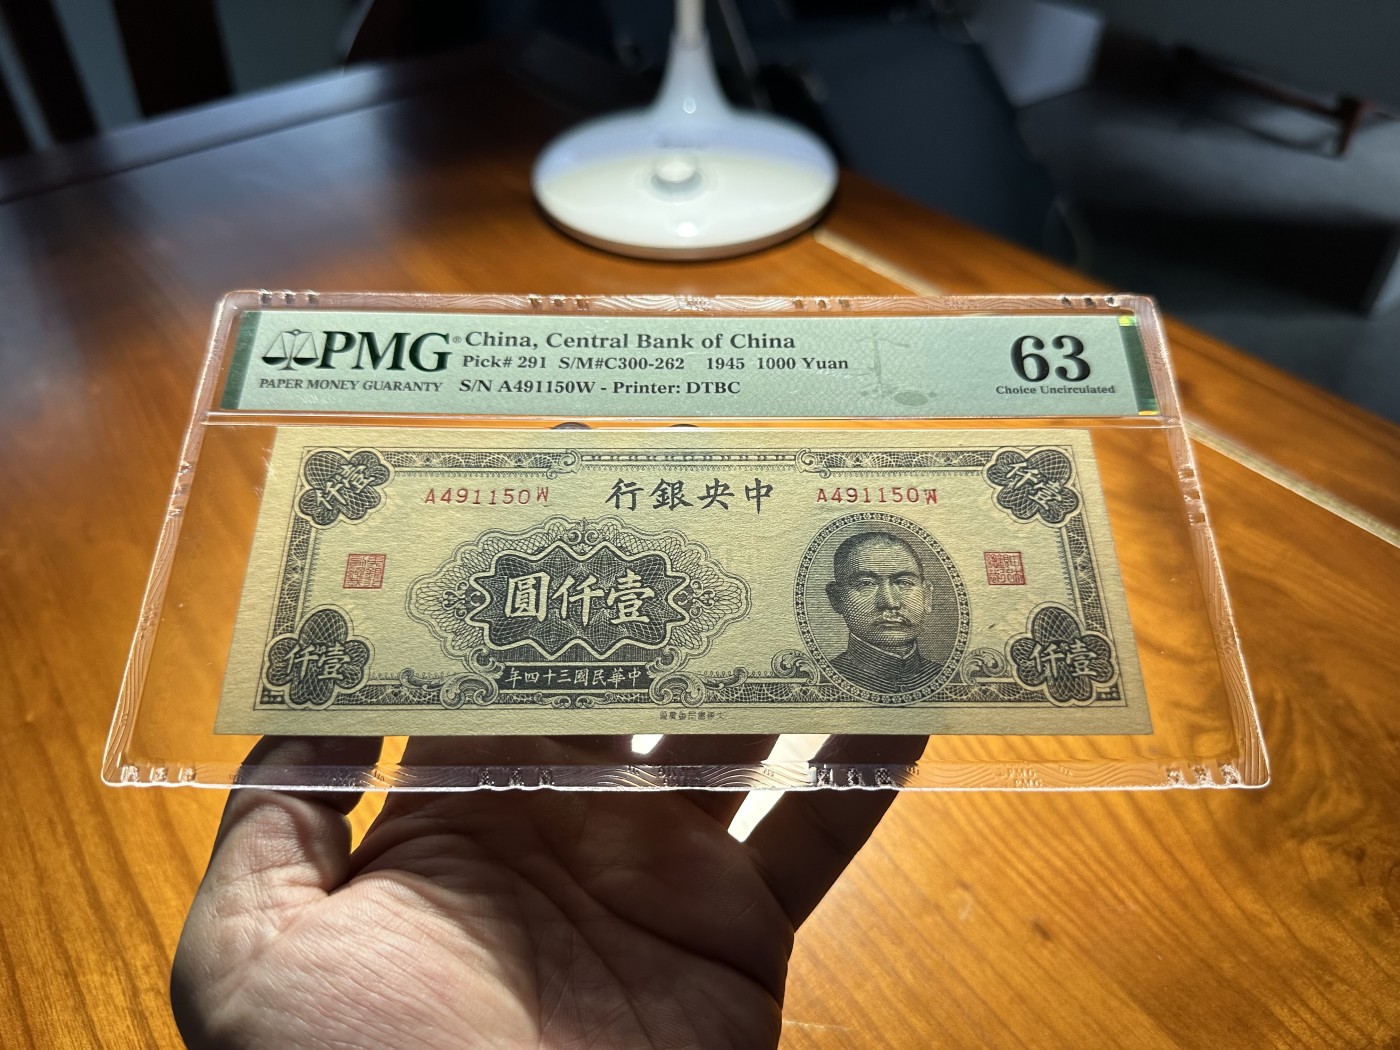 PMG® China, Central Bank of China
Pick# 291 S/M#C300-262 1945 1000 Yuan
PAPER MONEY GUARANTY S/N A491150W - Printer: DTBC
63
Choice Uncirculated
壹仟
仟壹
A491150W 行銀央中 A491150W
圓仟壹
年四十三國民華中
仟壹
仟壹
PMG
PMG